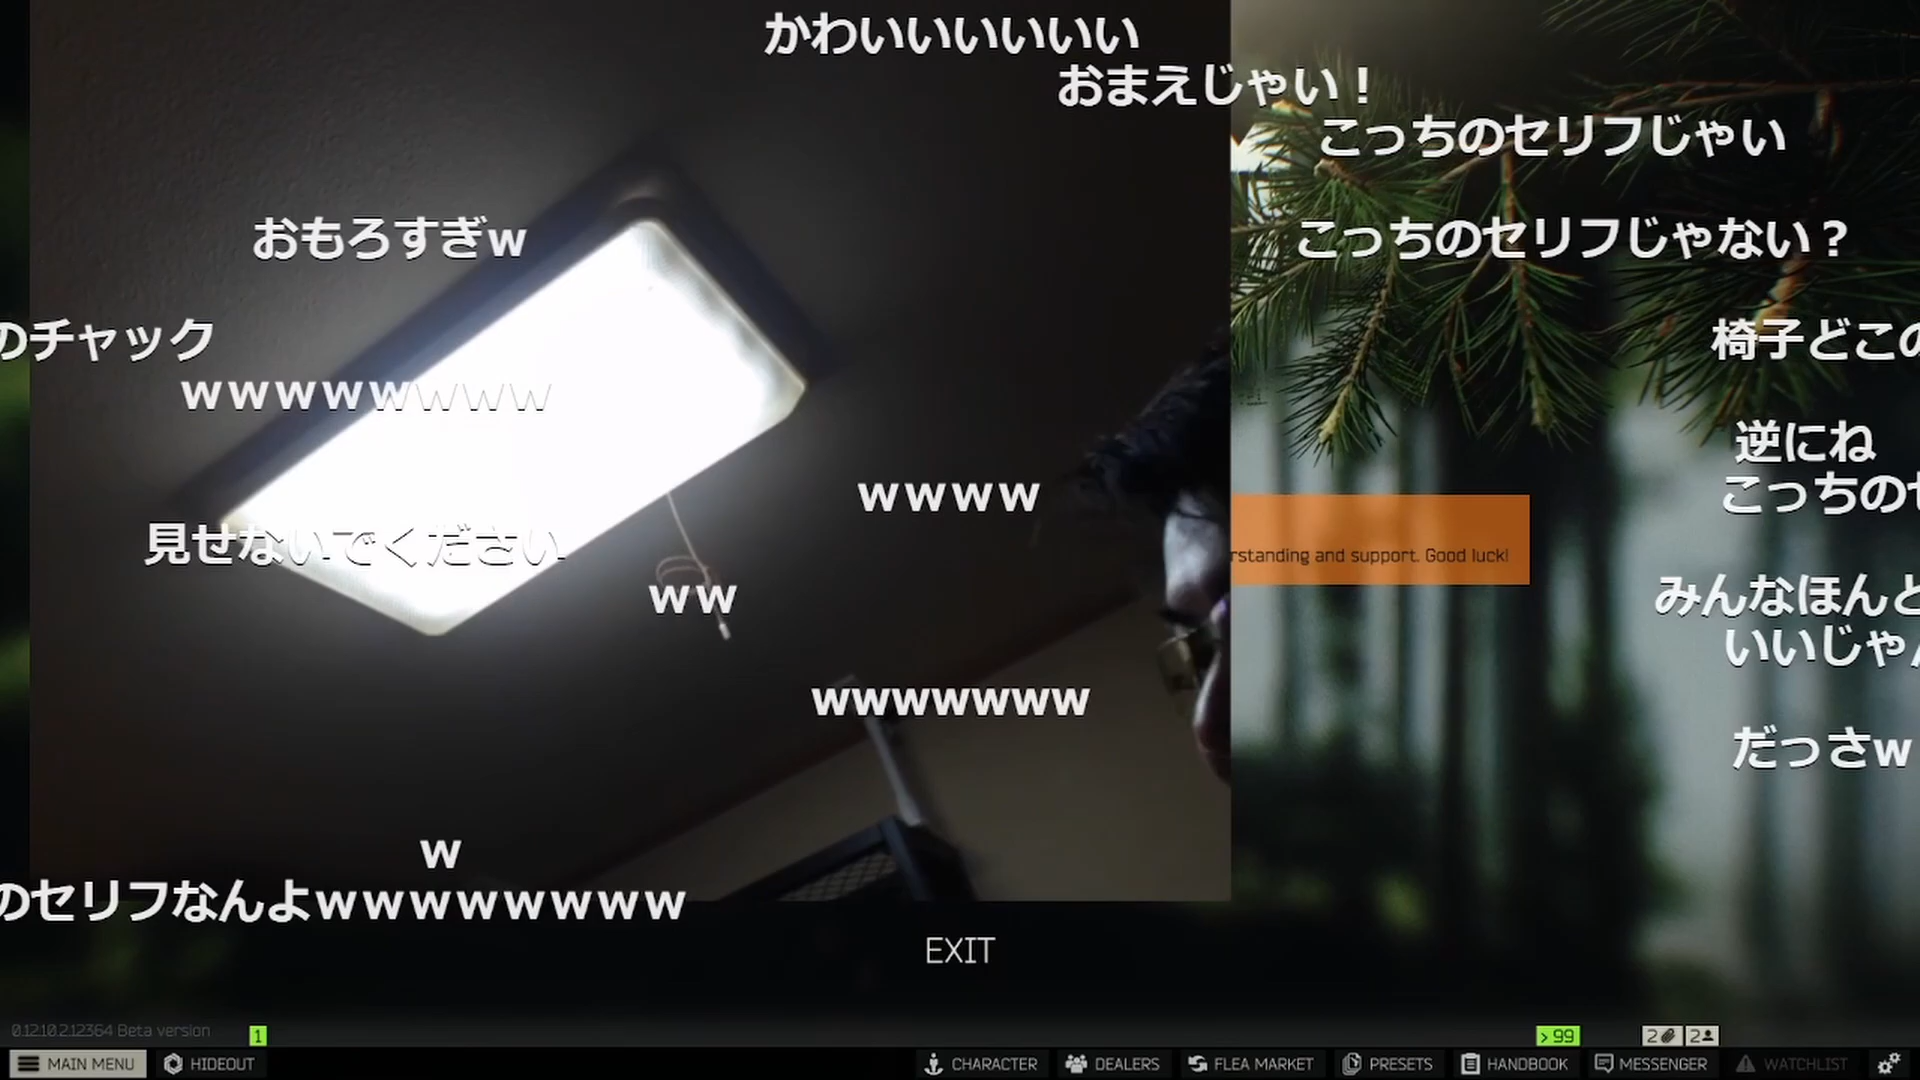 かわいいいいいい
おまえじゃい！
こっちのセリフじゃい
おもろすぎw
こっちのセリフじゃない？
のチャック
椅子どこの
wwwwwwwww
逆にね
wwww
こっちのセ
rstanding and support. Good luck!
見せないでください
ww
みんなほんと
いいじゃん
wwwwwwww
だっさw
w
のセリフなんよwwwwwwwww
EXIT
0.12.10.2.12364 Beta version
1
> 99
2
2
MAIN MENU
HIDEOUT
CHARACTER
DEALERS
FLEA MARKET
PRESETS
HANDBOOK
MESSENGER
WATCHLIST